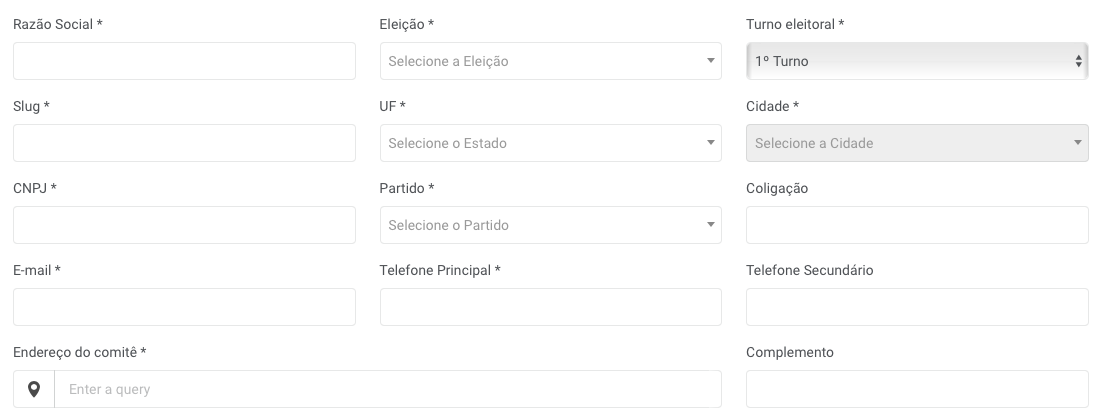 Razão Social *
Eleição *
Turno eleitoral *
Selecione a Eleição
1º Turno
Slug *
UF *
Cidade *
Selecione o Estado
Selecione a Cidade
CNPJ *
Partido *
Coligação
Selecione o Partido
E-mail *
Telefone Principal *
Telefone Secundário
Endereço do comitê *
Complemento
Enter a query